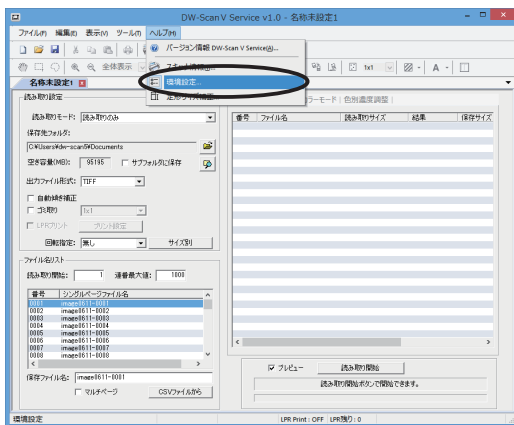 DW-ScanV Service v1.0 - 名称未設定1
ファイル(F) 編集(E) 表示(V) ツール(T) ヘルプ(H)
バージョン情報 DW-Scan V Service(A)...
全体表示 1x1 A
環境設定...
名称未設定1
読み取り設定
カラーモード 色別濃度調整
読み取りモード: 読み取りのみ
保存先フォルダ:
C:¥Users¥dw-scan5¥Documents
空き容量(MB): 95195 サブフォルダに保存
出力ファイル形式: TIFF
自動傾き補正
ゴミ取り 1x1
LPRプリント プリント設定
回転指定: 無し サイズ別
ファイル名リスト
読み取り開始: 1 連番最大値: 1000
番号 シングルページファイル名
0001 image0611-0001
0002 image0611-0002
0003 image0611-0003
0004 image0611-0004
0005 image0611-0005
0006 image0611-0006
0007 image0611-0007
0008 image0611-0008
保存ファイル名: image0611-0001
マルチページ CSVファイルから
番号 ファイル名 読み取りサイズ 結果 保存サイズ
プレビュー 読み取り開始
読み取り開始ボタンで開始できます。
環境設定 LPR Print : OFF LPR残り : 0